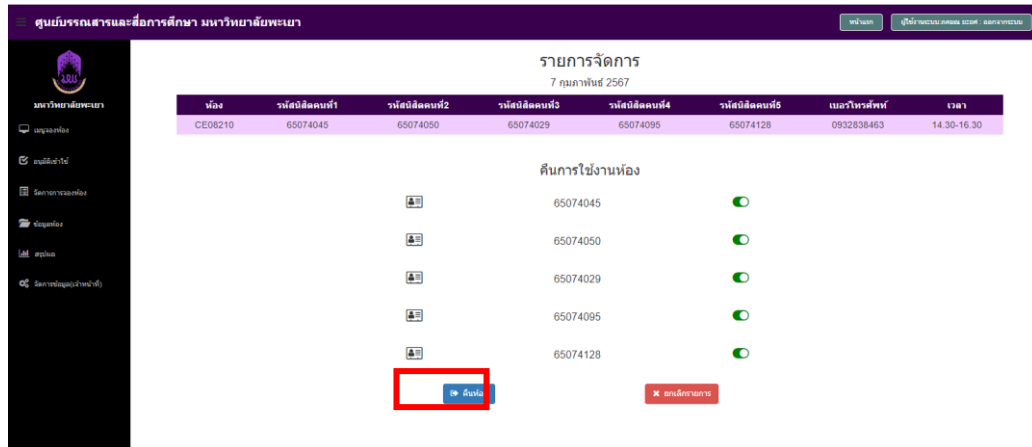 ศูนย์บรรณสารและสื่อการศึกษา มหาวิทยาลัยพะเยา
หน้าแรก
ผู้ใช้งานระบบ : ออกจากระบบ
มหาวิทยาลัยพะเยา
เมนูจองห้อง
อนุมัติเข้าใช้
จัดการการจองห้อง
ข้อมูลห้อง
สรุปผล
จัดการข้อมูล(เจ้าหน้าที่)
รายการจัดการ
7 กุมภาพันธ์ 2567
ห้อง รหัสนิสิตคนที่1 รหัสนิสิตคนที่2 รหัสนิสิตคนที่3 รหัสนิสิตคนที่4 รหัสนิสิตคนที่5 เบอร์โทรศัพท์ เวลา
CE08210 65074045 65074050 65074029 65074095 65074128 0932838463 14.30-16.30
คืนการใช้งานห้อง
65074045
65074050
65074029
65074095
65074128
คืนห้อง
ยกเลิกรายการ